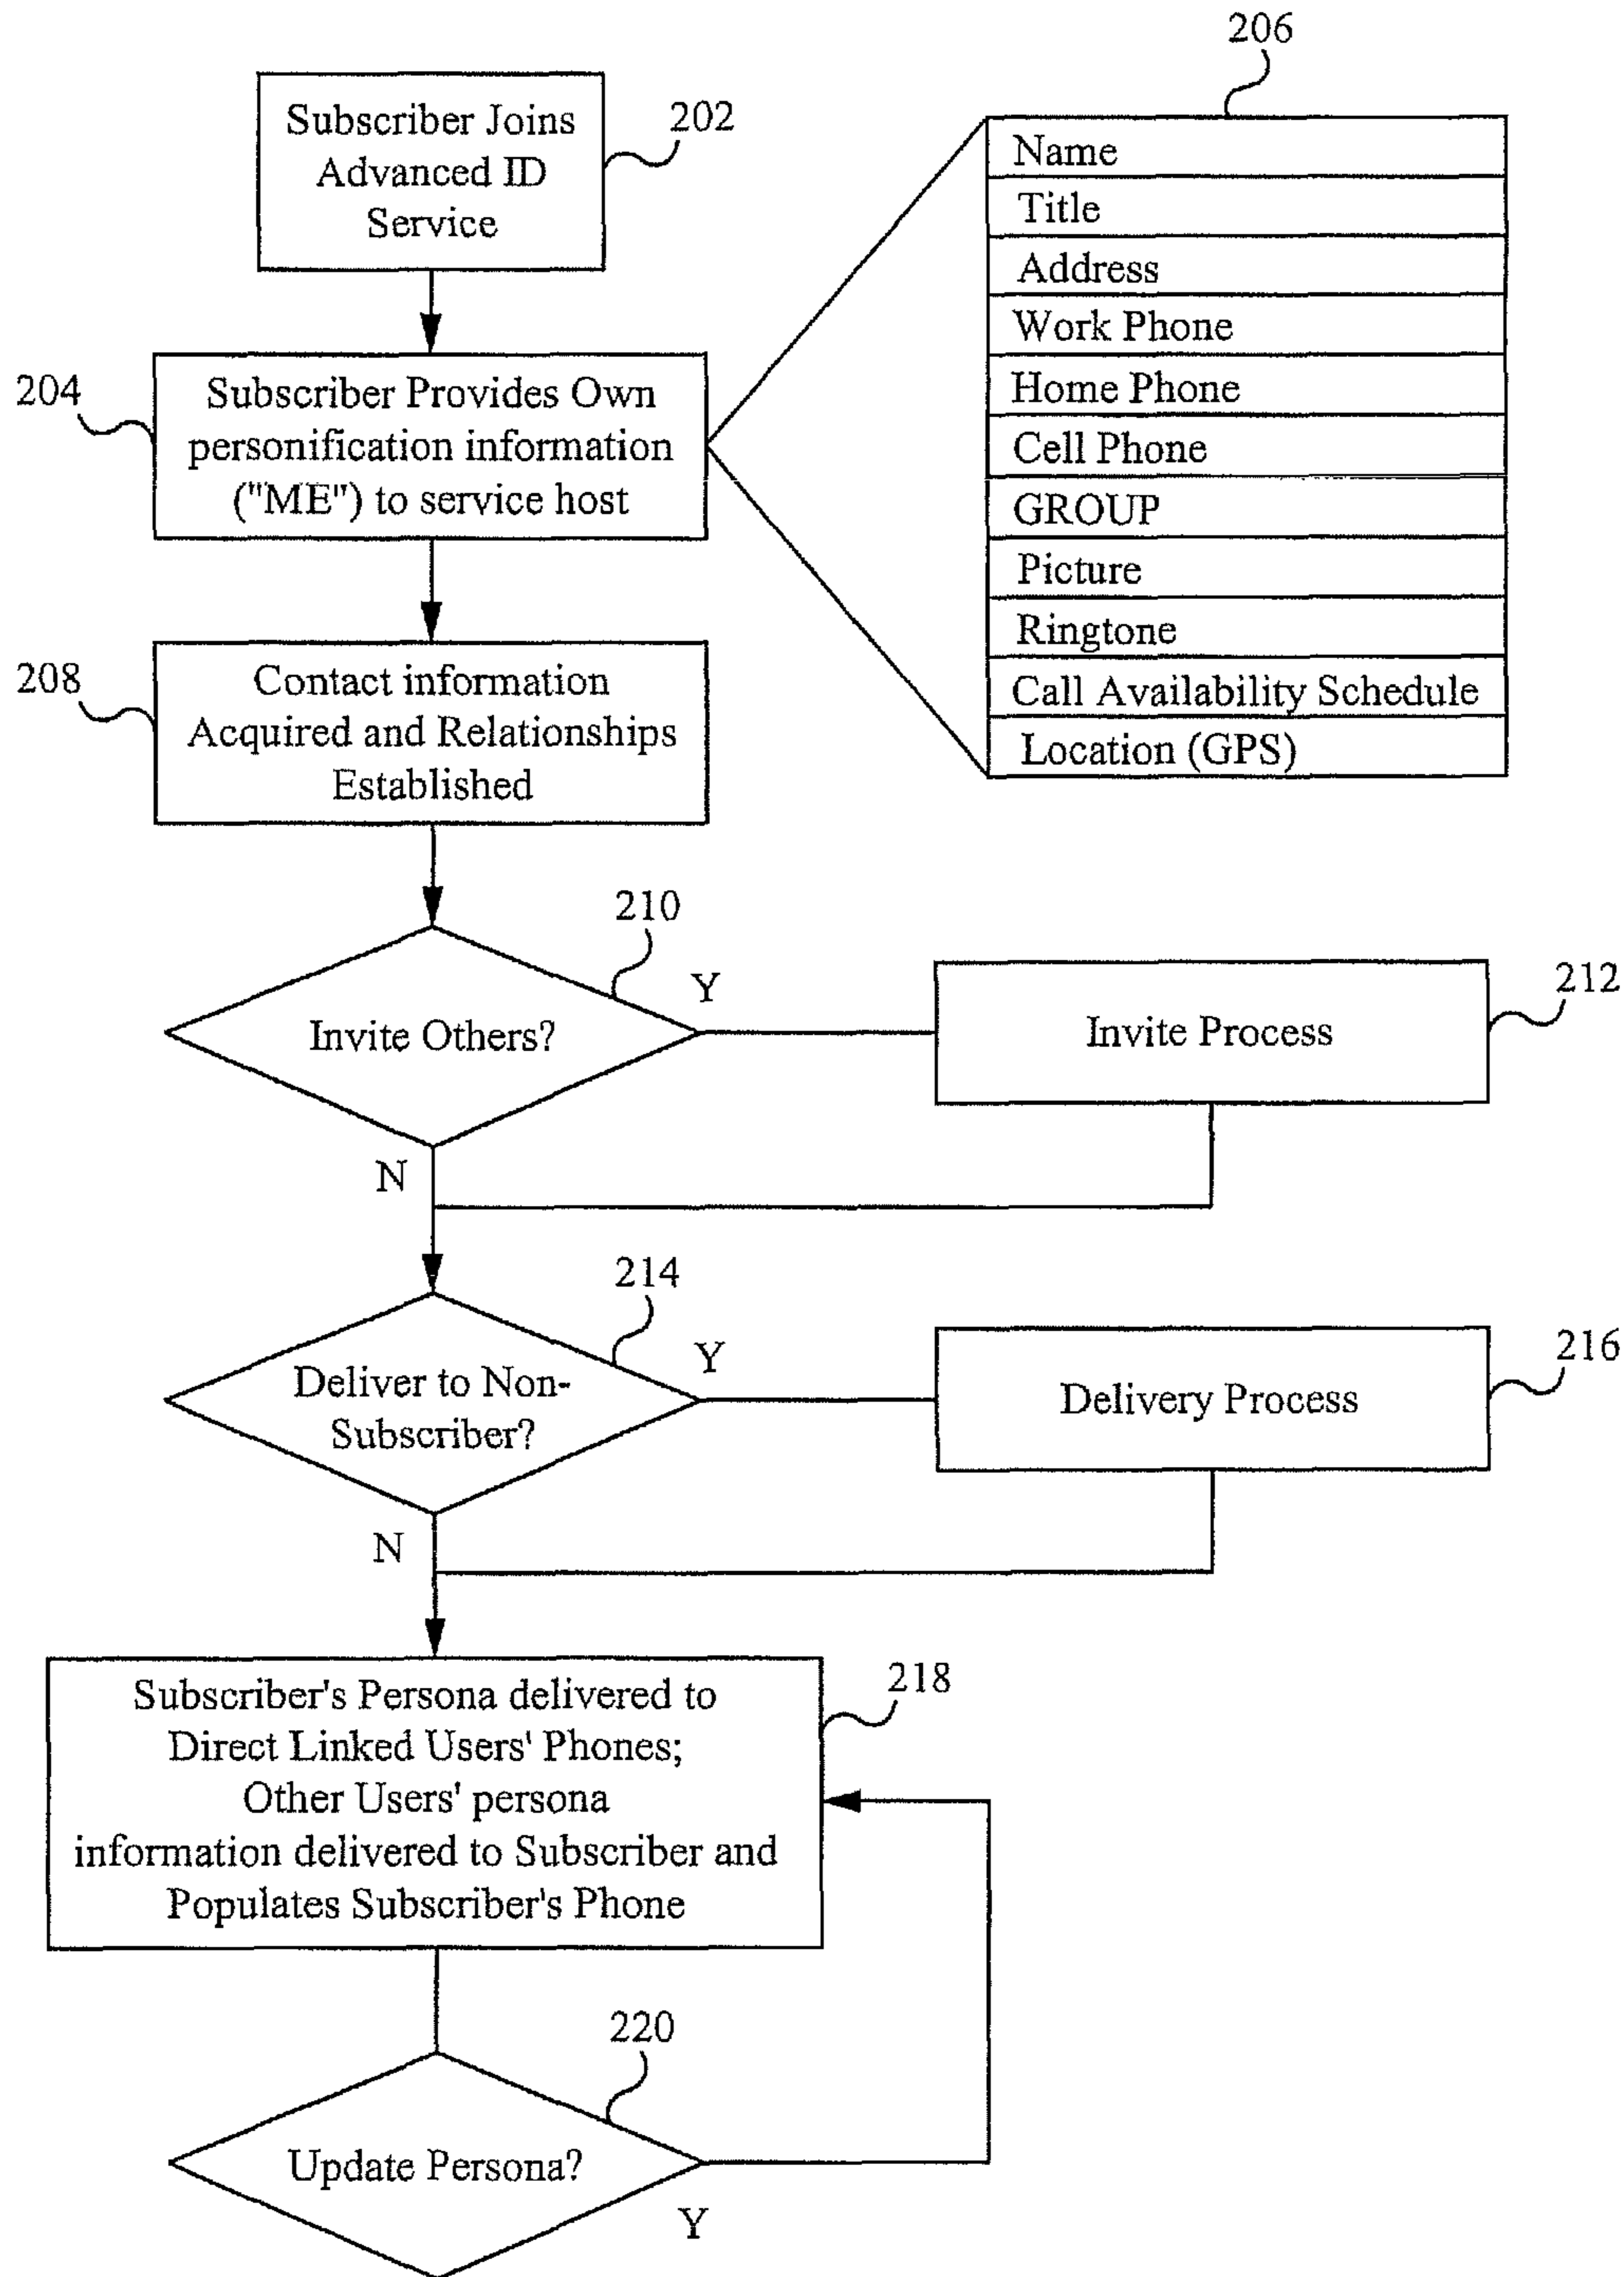 206
Subscriber Joins
Advanced ID
Service
202
Name
Title
Address
Work Phone
Home Phone
Cell Phone
GROUP
Picture
Ringtone
Call Availability Schedule
Location (GPS)
204
Subscriber Provides Own
personification information
("ME") to service host
208
Contact information
Acquired and Relationships
Established
210
Invite Others?
Y
N
Invite Process
212
214
Deliver to Non-
Subscriber?
Y
N
Delivery Process
216
Subscriber's Persona delivered to
Direct Linked Users' Phones;
Other Users' persona
information delivered to Subscriber and
Populates Subscriber's Phone
218
220
Update Persona?
Y